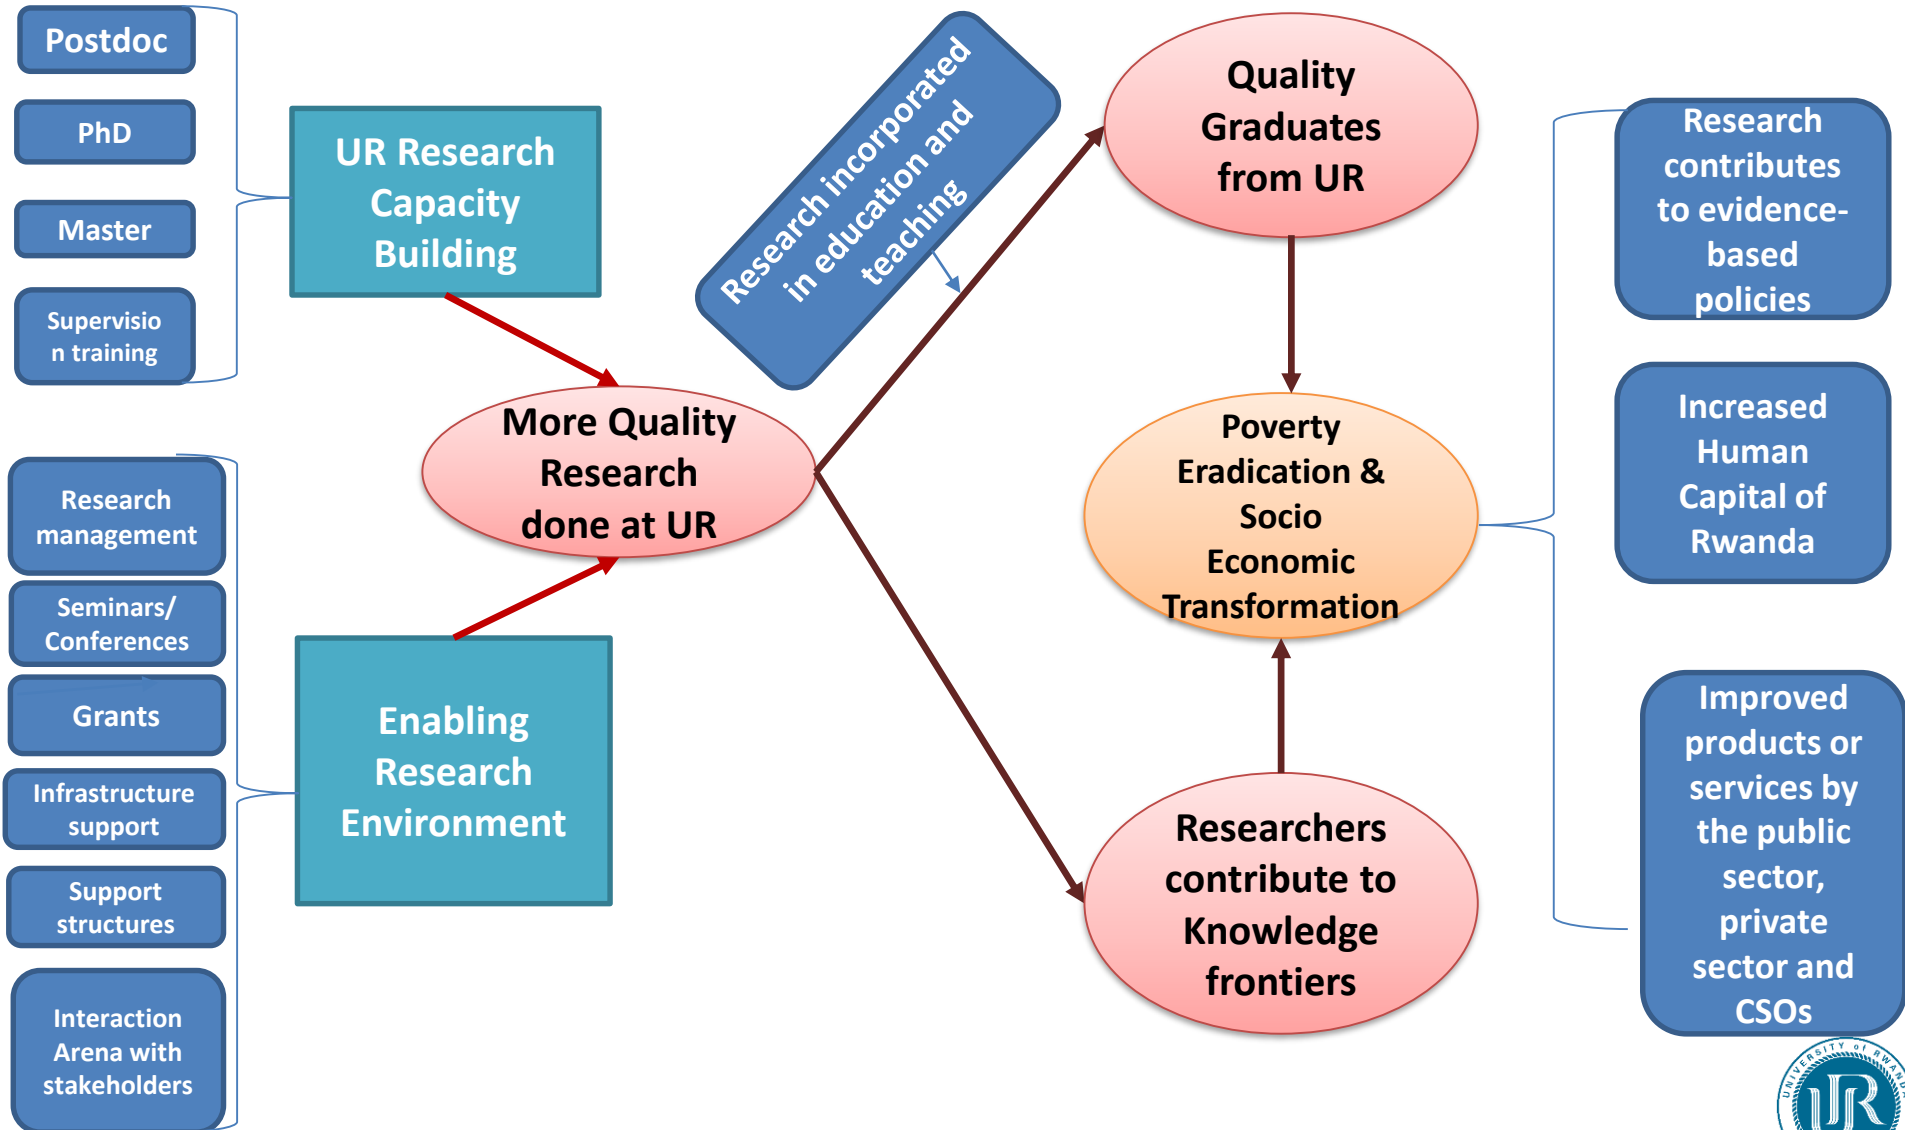 Postdoc
PhD
Master
Supervisio
n training
UR Research
Capacity
Building
Research
management
Seminars/
Conferences
Grants
Infrastructure
support
Support
structures
Interaction
Arena with
stakeholders
Enabling
Research
Environment
More Quality
Research
done at UR
Research incorporated
in education and
teaching
Quality
Graduates
from UR
Poverty
Eradication &
Socio
Economic
Transformation
Researchers
contribute to
Knowledge
frontiers
Research
contributes
to evidence-
based
policies
Increased
Human
Capital of
Rwanda
Improved
products or
services by
the public
sector,
private
sector and
CSOs
UNIVERSITY of RWANDA
UR